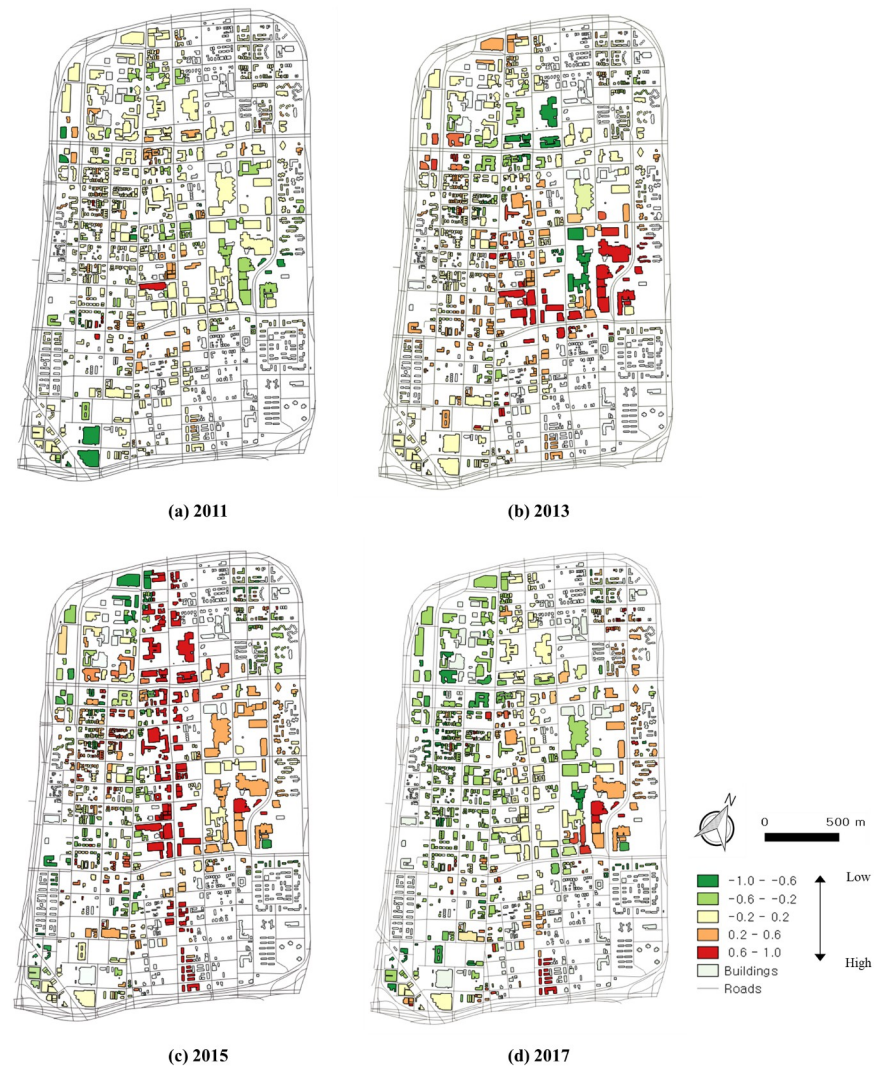 (a) 2011
(b) 2013
(c) 2015
(d) 2017
N
0 500 m
-1.0 - -0.6
-0.6 - -0.2
-0.2 - 0.2
0.2 - 0.6
0.6 - 1.0
Buildings
Roads
Low
High